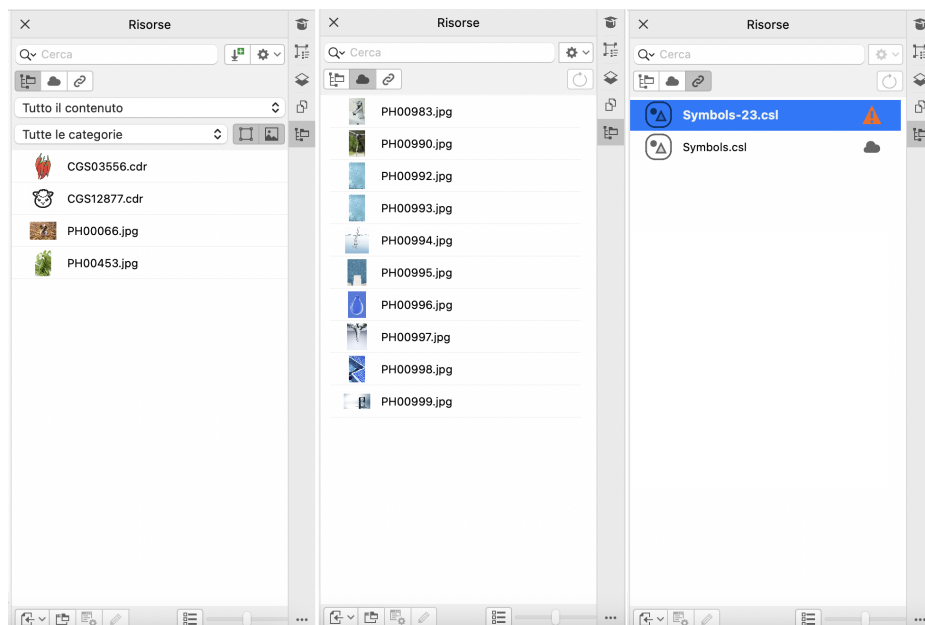 Risorse
Cerca
Tutto il contenuto
Tutte le categorie
CGS03556.cdr
CGS12877.cdr
PH00066.jpg
PH00453.jpg
Risorse
Cerca
PH00983.jpg
PH00990.jpg
PH00992.jpg
PH00993.jpg
PH00994.jpg
PH00995.jpg
PH00996.jpg
PH00997.jpg
PH00998.jpg
PH00999.jpg
Risorse
Cerca
Symbols-23.csl
Symbols.csl